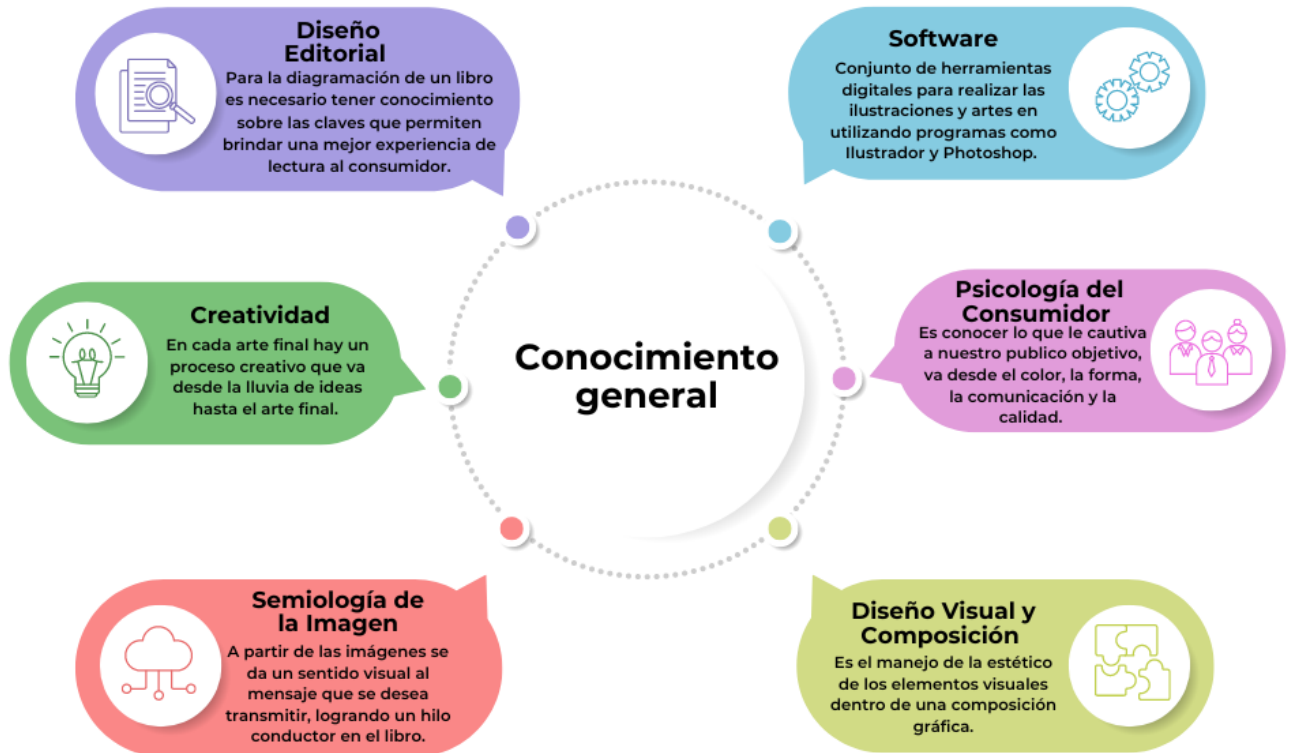 Diseño
Editorial
Para la diagramación de un libro
es necesario tener conocimiento
sobre las claves que permiten
brindar una mejor experiencia de
lectura al consumidor.
Software
Conjunto de herramientas
digitales para realizar las
ilustraciones y artes en
utilizando programas como
Ilustrador y Photoshop.
Creatividad
En cada arte final hay un
proceso creativo que va
desde la lluvia de ideas
hasta el arte final.
Conocimiento
general
Psicología del
Consumidor
Es conocer lo que le cautiva
a nuestro publico objetivo,
va desde el color, la forma,
la comunicación y la
calidad.
Semiología de
la Imagen
A partir de las imágenes se
da un sentido visual al
mensaje que se desea
transmitir, logrando un hilo
conductor en el libro.
Diseño Visual y
Composición
Es el manejo de la estético
de los elementos visuales
dentro de una composición
gráfica.